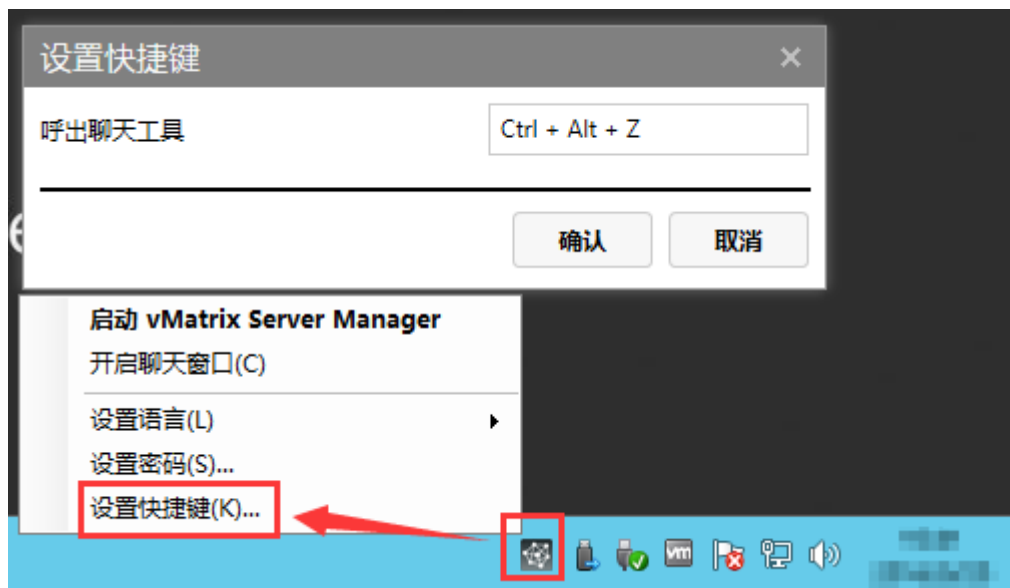 设置快捷键
呼出聊天工具
Ctrl + Alt + Z
确认
取消
启动 vMatrix Server Manager
开启聊天窗口(C)
设置语言(L)
设置密码(S)...
设置快捷键(K)...
vm